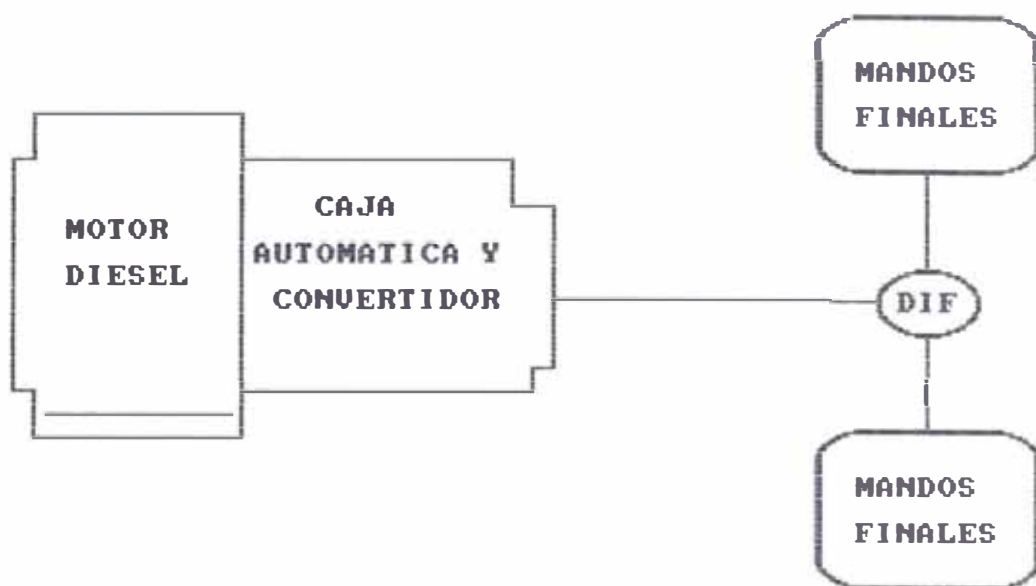 MOTOR
DIESEL
CAJA
AUTOMATICA Y
CONVERTIDOR
MANDOS
FINALES
DIF
MANDOS
FINALES